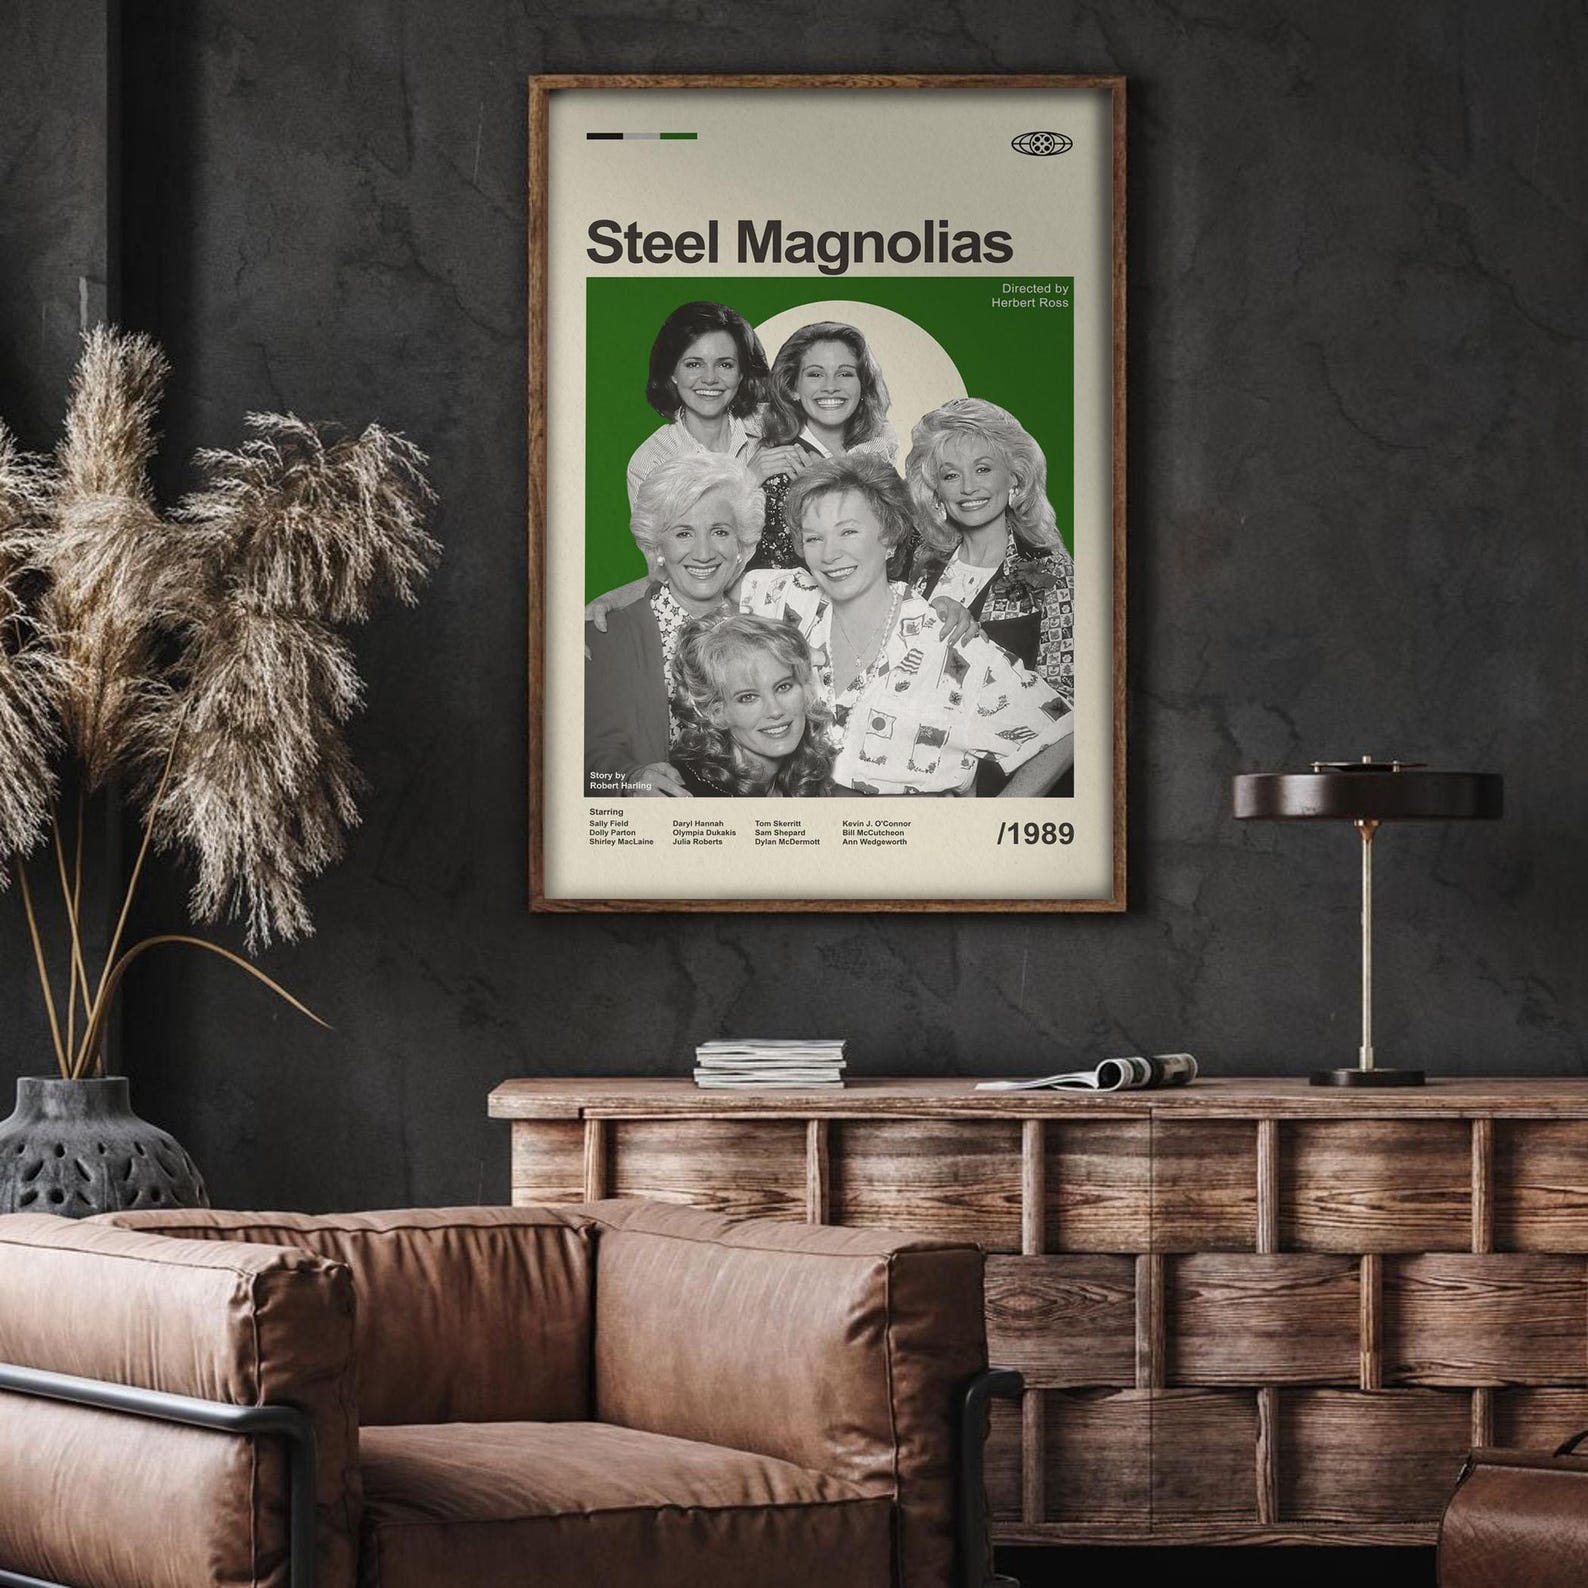 Steel Magnolias
Directed by
Herbert Ross
Story by
Robert Harling
Starring
Sally Field
Dolly Parton
Shirley MacLaine
Daryl Hannah
Olympia Dukakis
Julia Roberts
Tom Skerritt
Sam Shepard
Dylan McDermott
Kevin J. O'Connor
Bill McCutcheon
Ann Wedgeworth
/1989